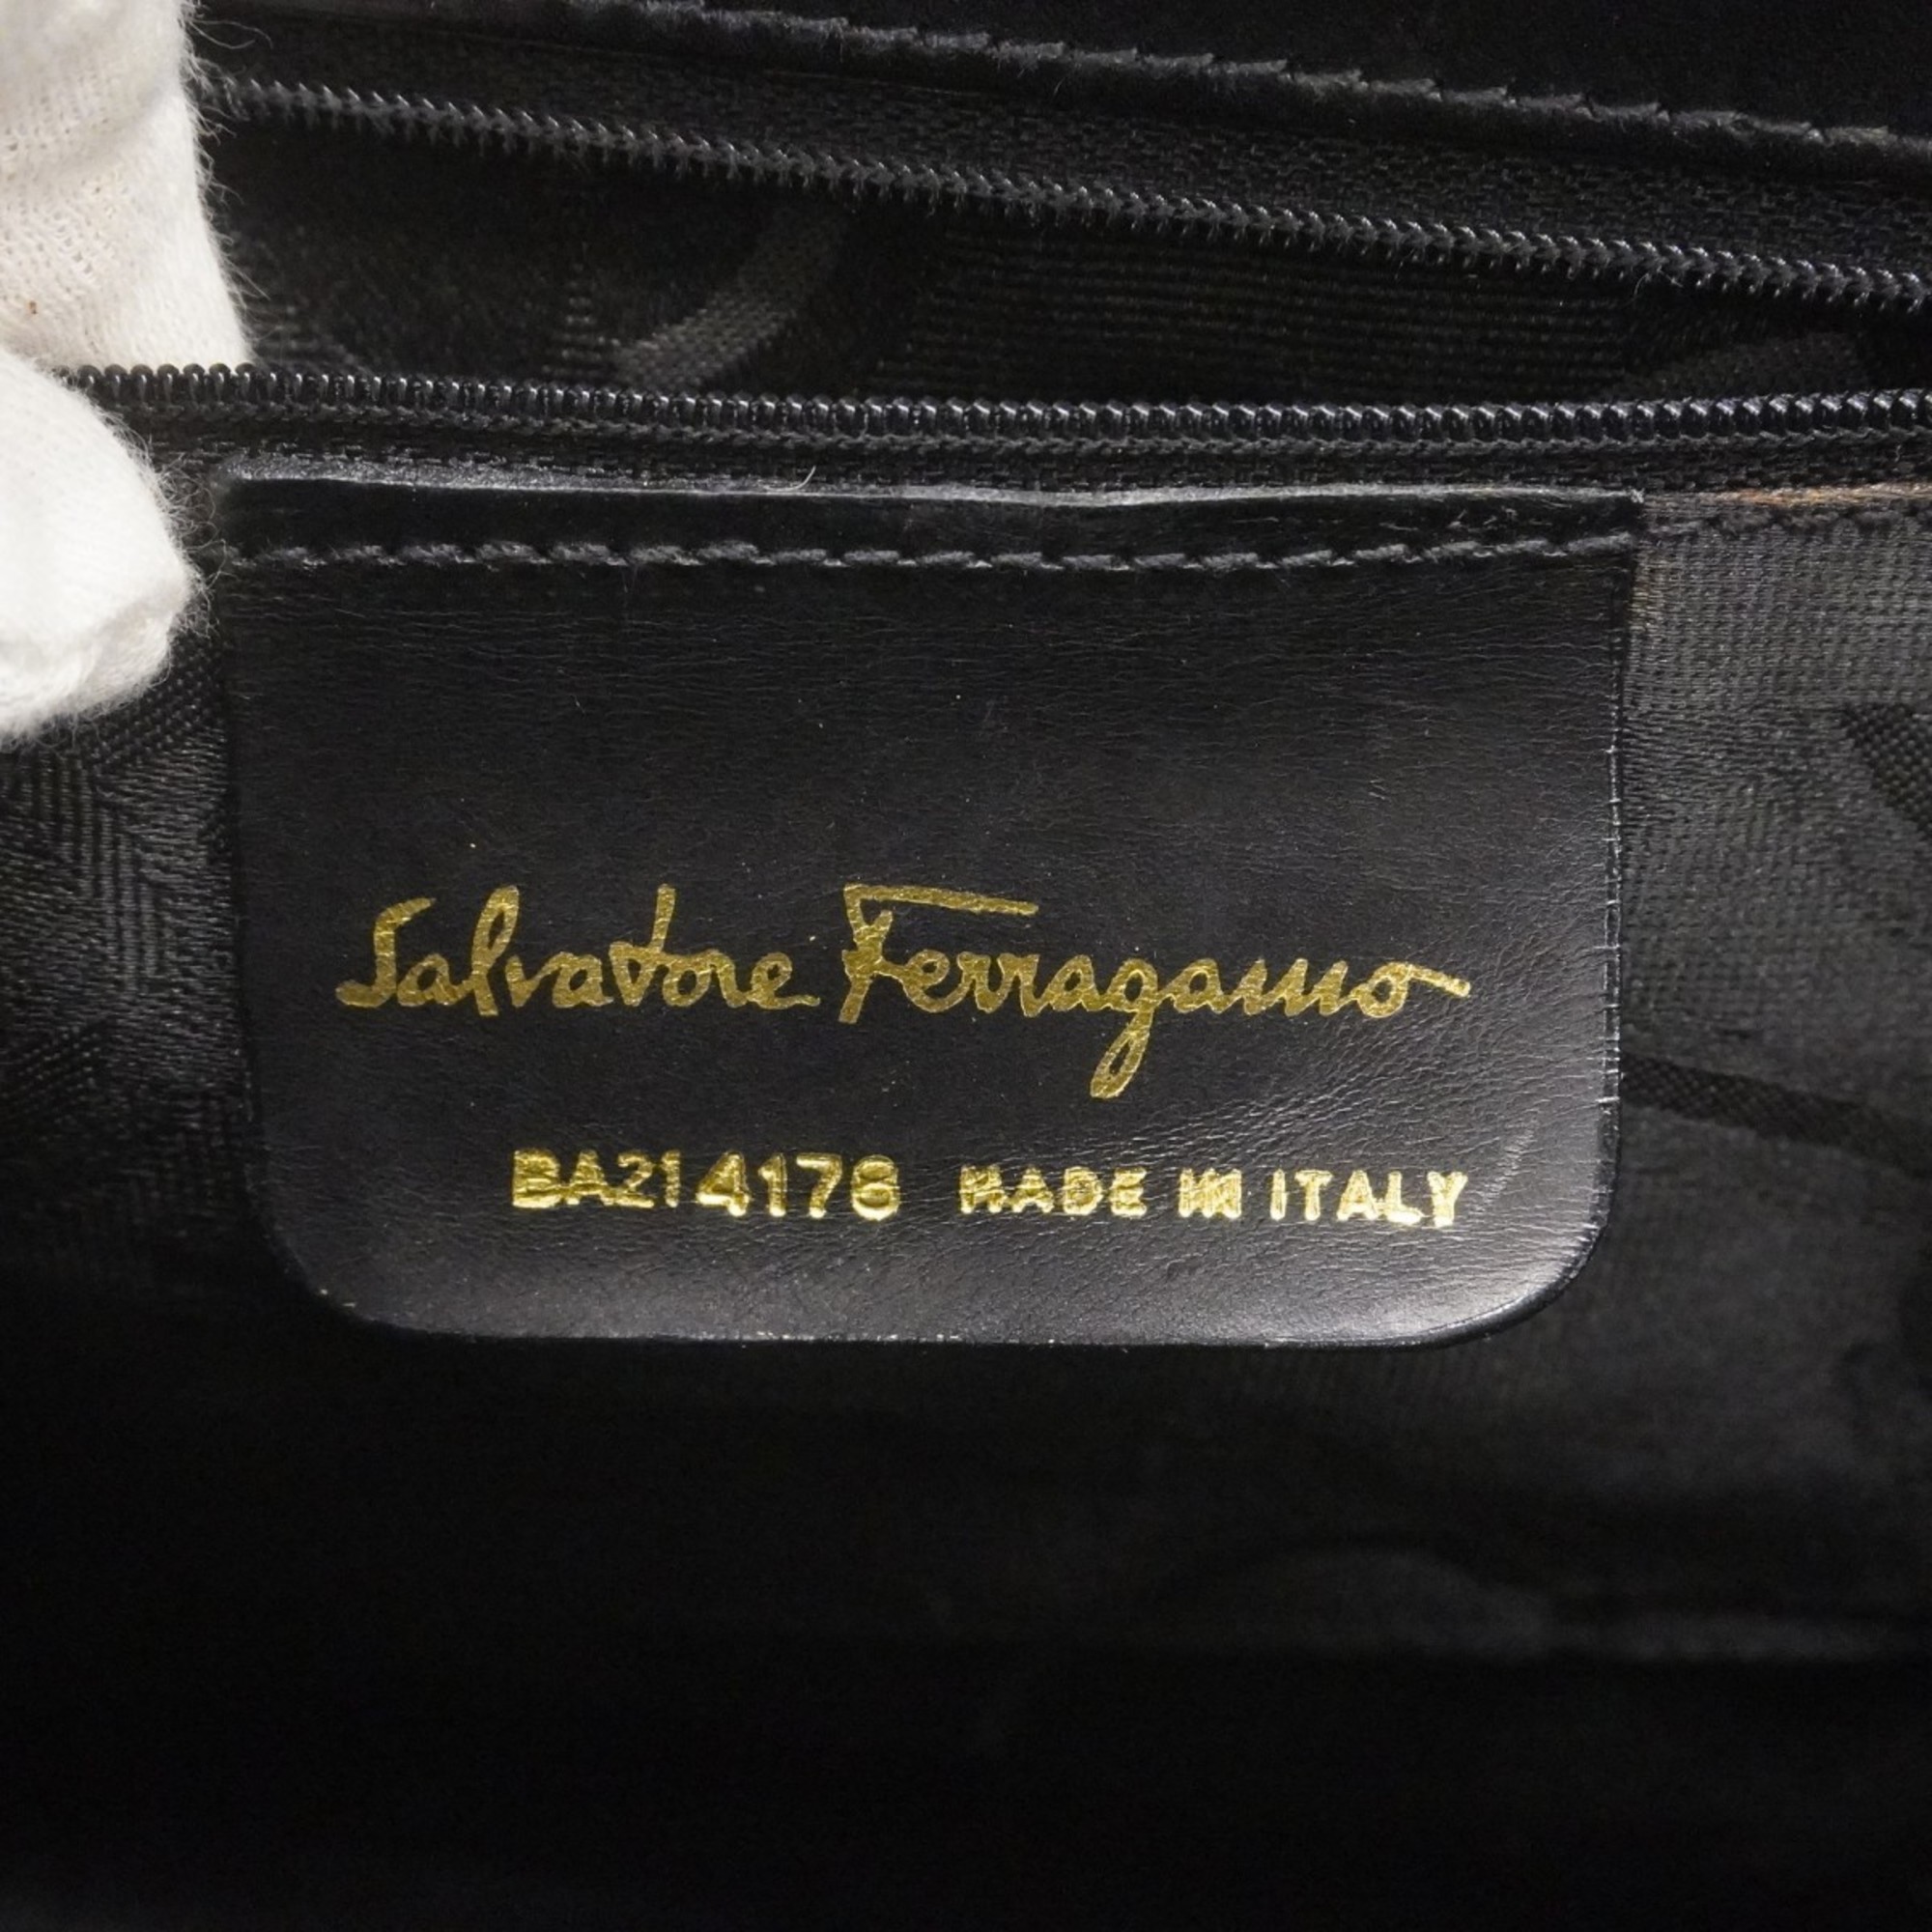 Salvatore Ferragamo
BA214178 MADE IN ITALY